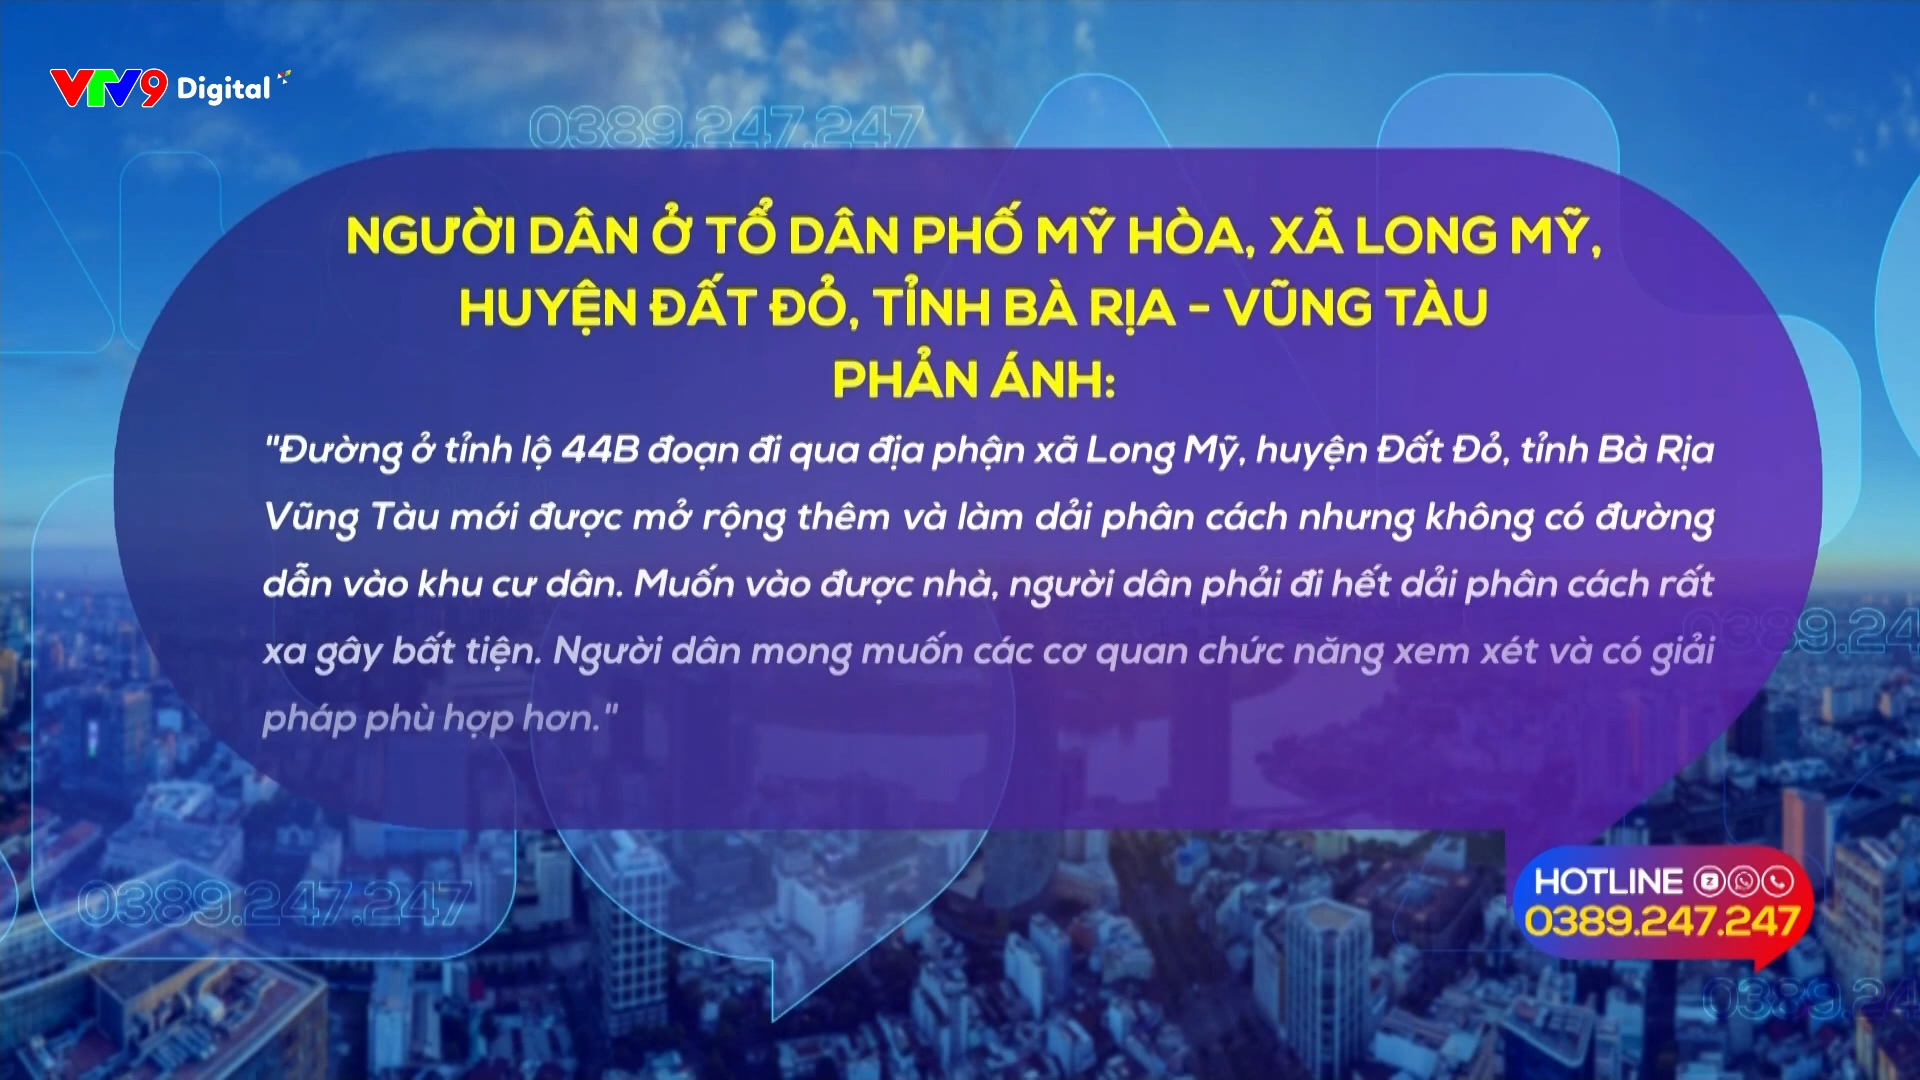 VTV9 Digital
0389.247.247
NGƯỜI DÂN Ở TỔ DÂN PHỐ MỸ HÒA, XÃ LONG MỸ,
HUYỆN ĐẤT ĐỎ, TỈNH BÀ RỊA - VŨNG TÀU
PHẢN ÁNH:
"Đường ở tỉnh lộ 44B đoạn đi qua địa phận xã Long Mỹ, huyện Đất Đỏ, tỉnh Bà Rịa
Vũng Tàu mới được mở rộng thêm và làm dải phân cách nhưng không có đường
dẫn vào khu cư dân. Muốn vào được nhà, người dân phải đi hết dải phân cách rất
xa gây bất tiện. Người dân mong muốn các cơ quan chức năng xem xét và có giải
pháp phù hợp hơn."
0389.24
HOTLINE
0389.247.247
0389.247.247
0389.24